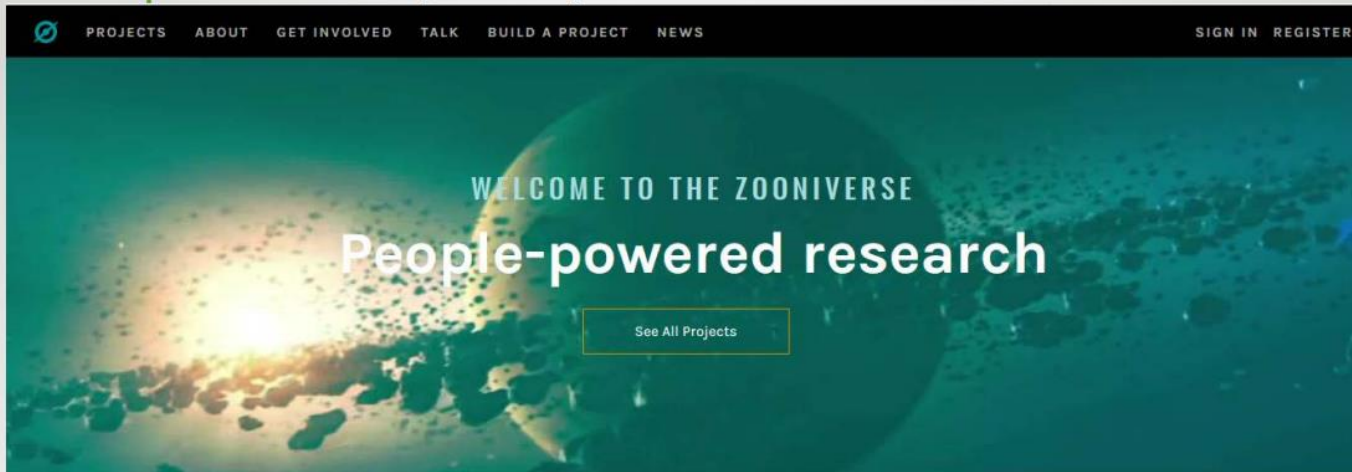 PROJECTS ABOUT GET INVOLVED TALK BUILD A PROJECT NEWS SIGN IN REGISTER
WELCOME TO THE ZOONIVERSE
People-powered research
See All Projects